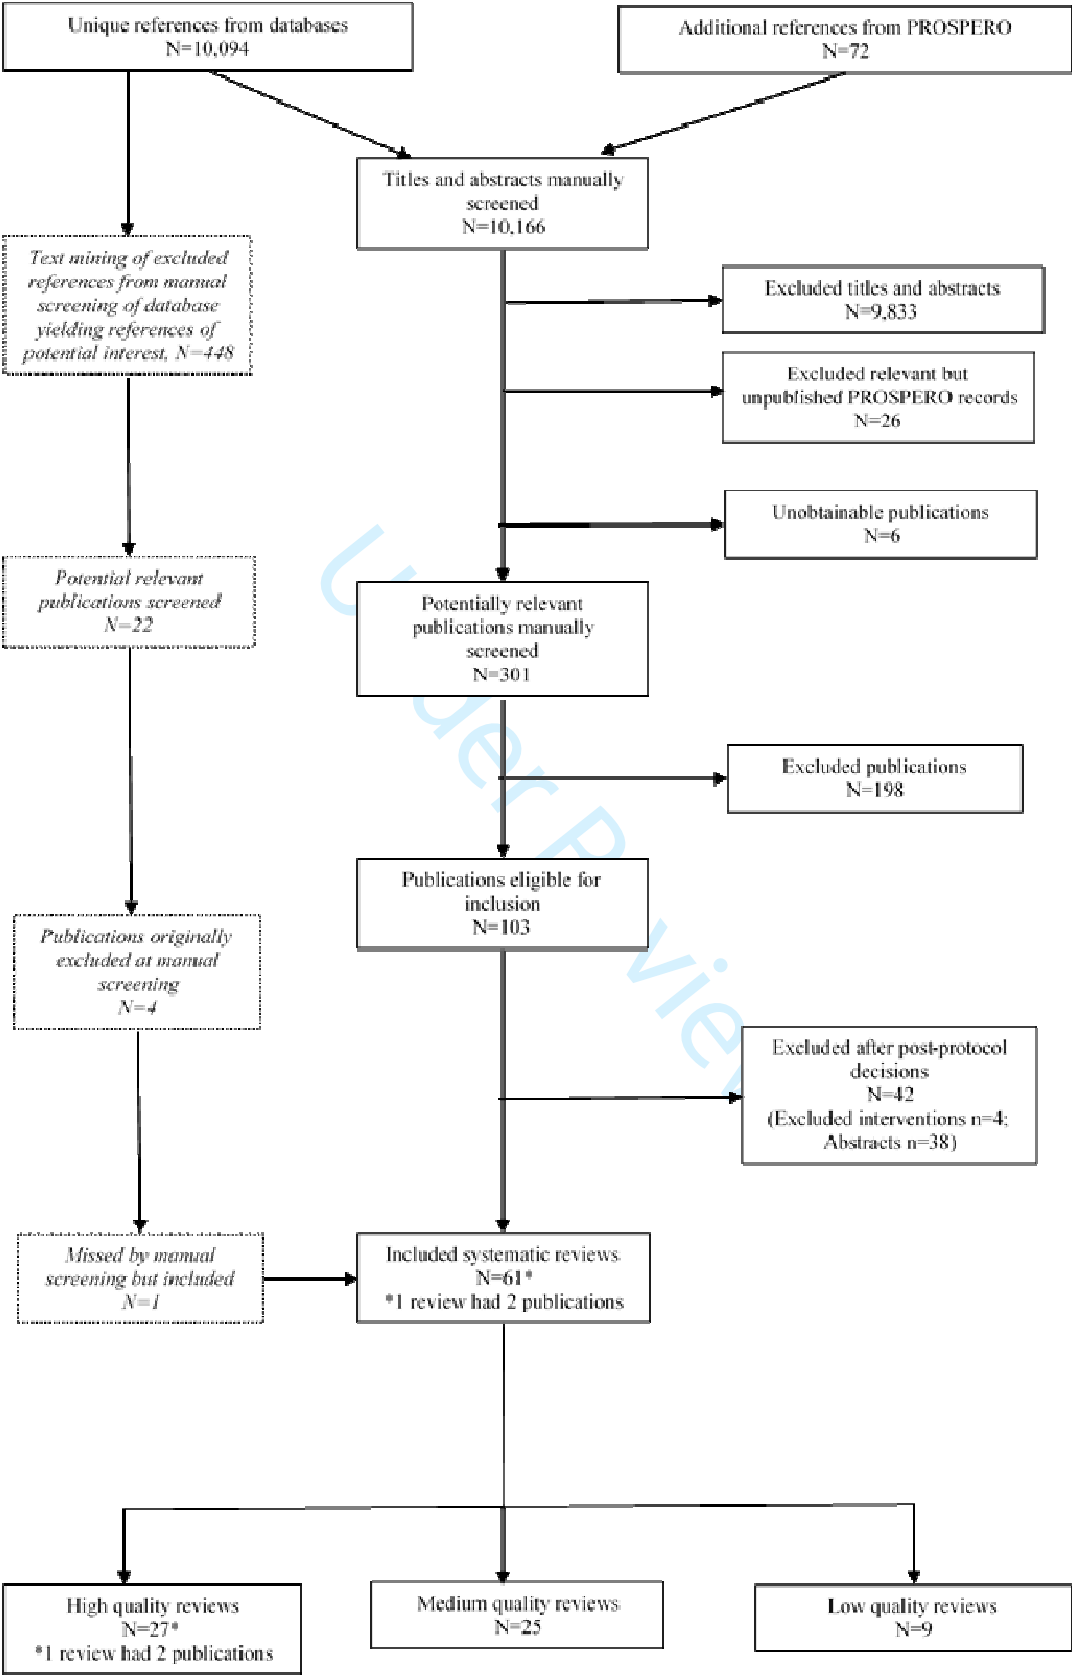 Unique references from databases
N=10,094
Additional references from PROSPERO
N=72
Titles and abstracts manually
screened
N=10,166
Text mining of excluded
references from manual
screening of database
yielding references of
potential interest, N=448
Excluded titles and abstracts
N=9,833
Excluded relevant but
unpublished PROSPERO records
N=26
Unobtainable publications
N=6
Potential relevant
publications screened
N=22
Potentially relevant
publications manually
screened
N=301
Excluded publications
N=198
Publications eligible for
inclusion
N=103
Publications originally
excluded at manual
screening
N=4
Excluded after post-protocol
decisions
N=42
(Excluded interventions n=4;
Abstracts n=38)
Missed by manual
screening but included
N=1
Included systematic reviews
N=61*
*1 review had 2 publications
High quality reviews
N=27*
*1 review had 2 publications
Medium quality reviews
N=25
Low quality reviews
N=9
Under Review